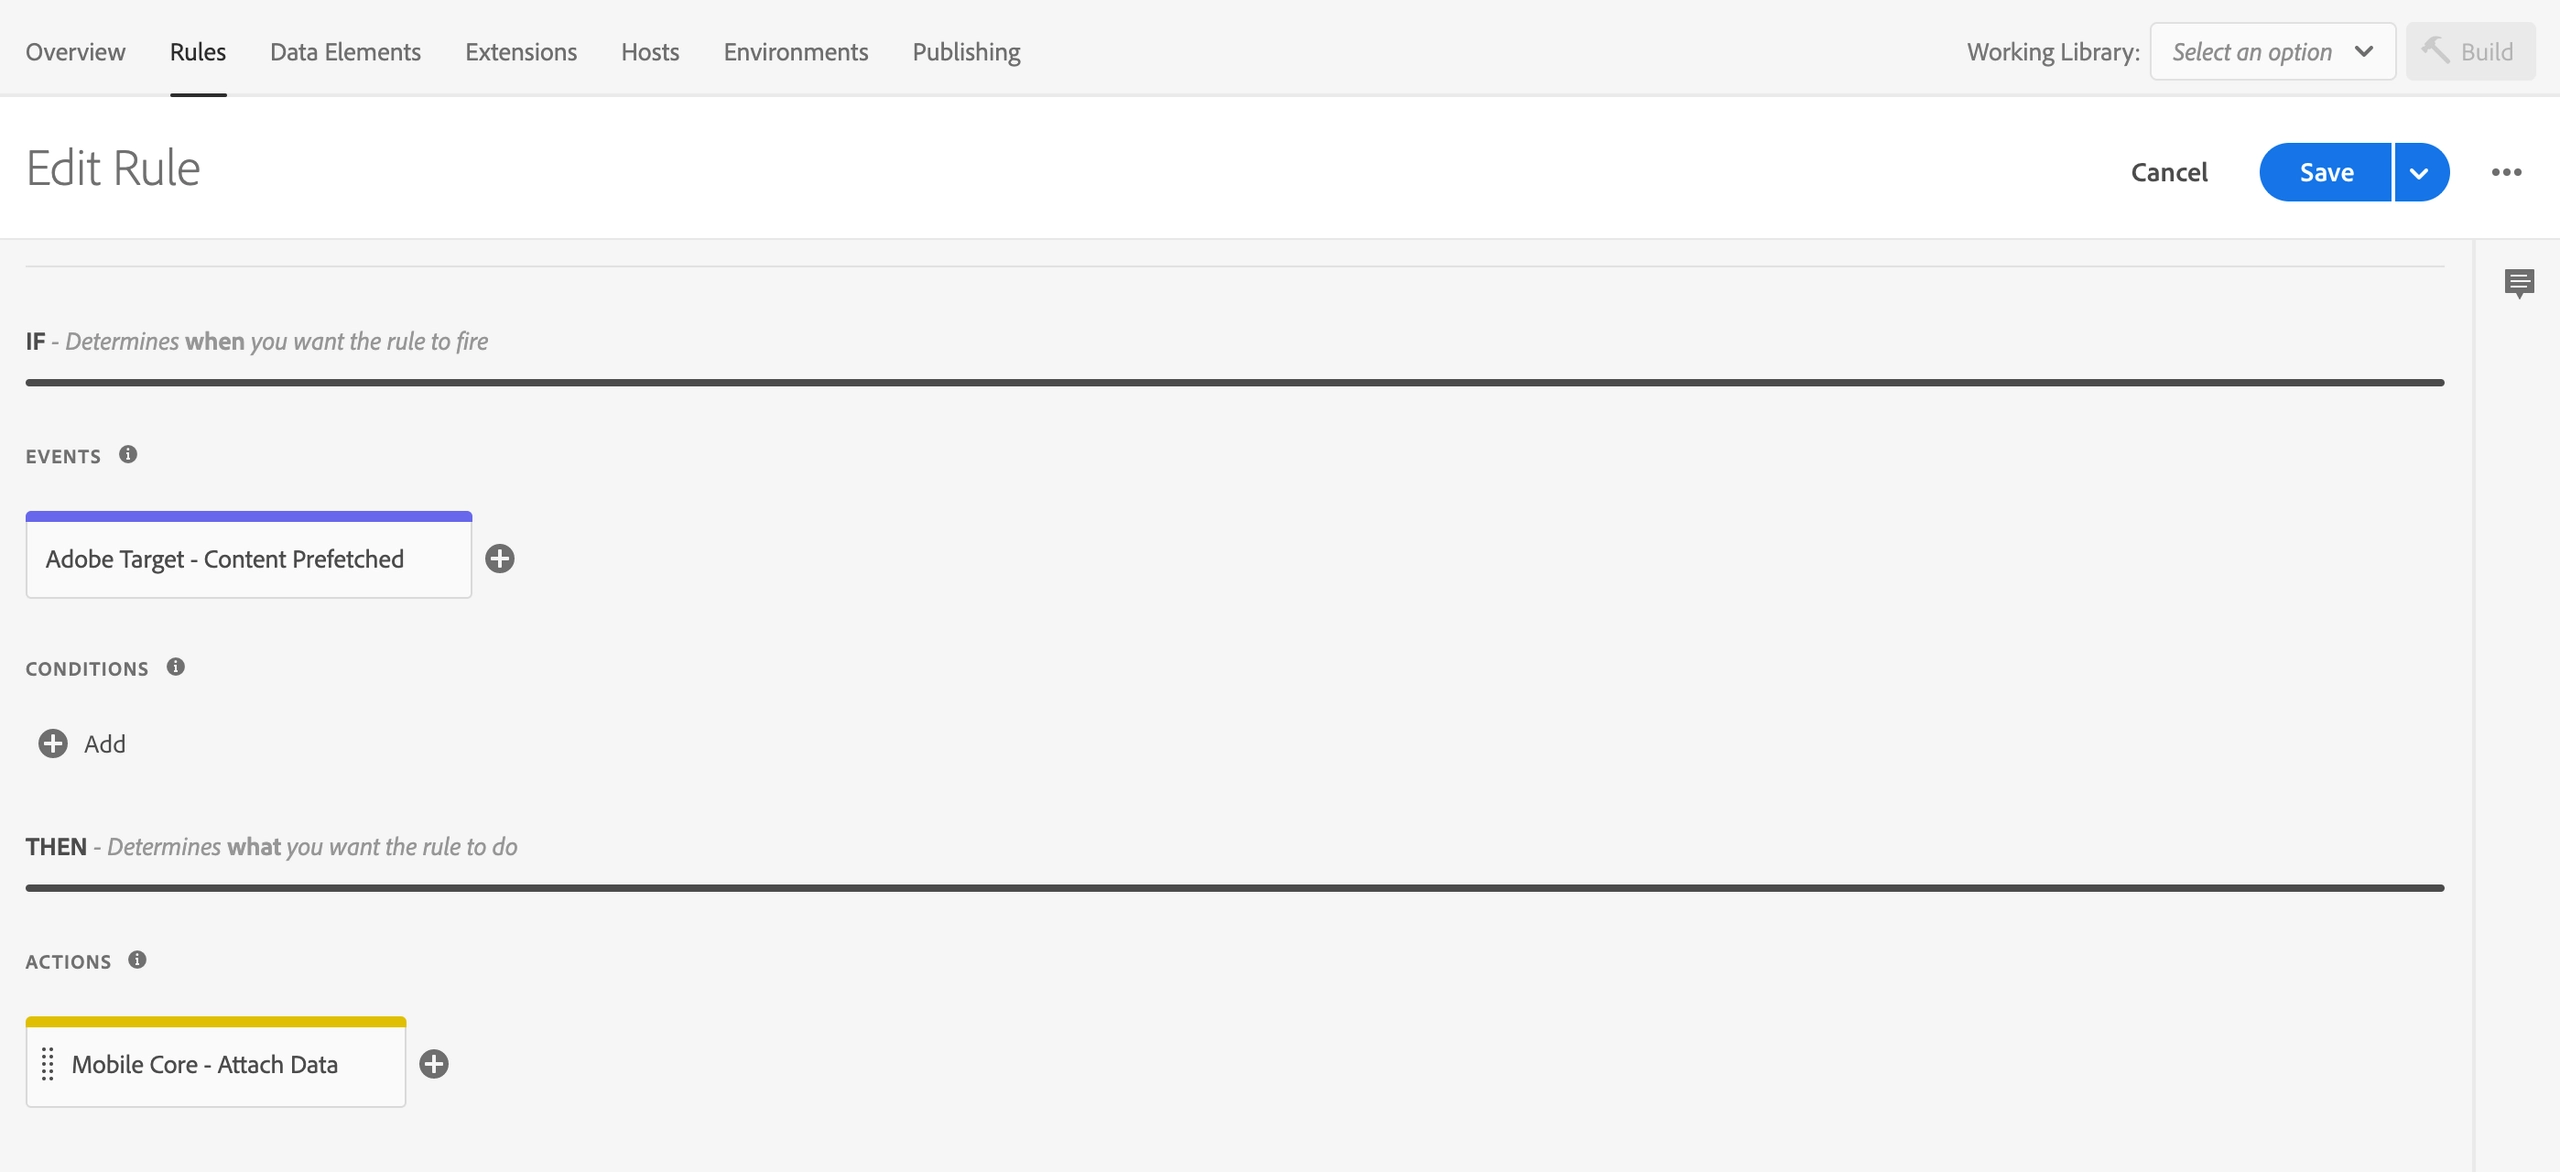 Overview Rules Data Elements Extensions Hosts Environments Publishing Working Library: Select an option Build
Edit Rule Cancel Save
IF - Determines when you want the rule to fire
EVENTS
Adobe Target - Content Prefetched
CONDITIONS
Add
THEN - Determines what you want the rule to do
ACTIONS
Mobile Core - Attach Data